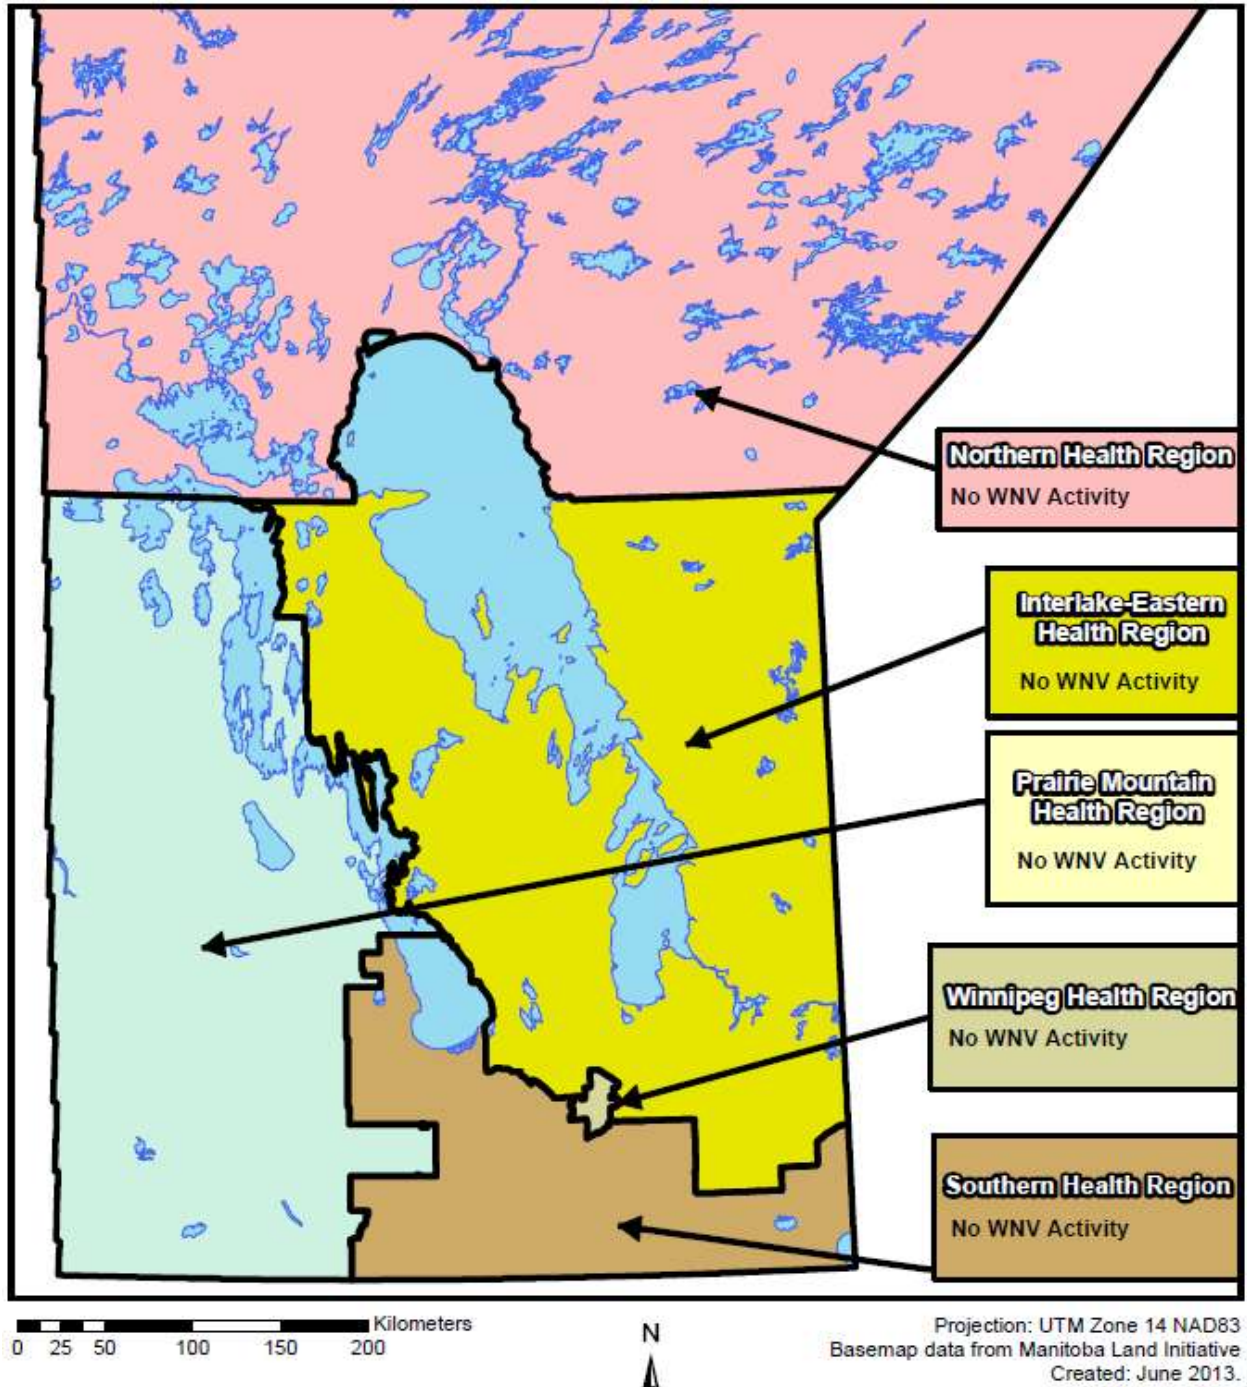 Northern Health Region
No WNV Activity
Interlake-Eastern
Health Region
No WNV Activity
Prairie Mountain
Health Region
No WNV Activity
Winnipeg Health Region
No WNV Activity
Southern Health Region
No WNV Activity
Kilometers
0 25 50 100 150 200
N
Projection: UTM Zone 14 NAD83
Basemap data from Manitoba Land Initiative
Created: June 2013.